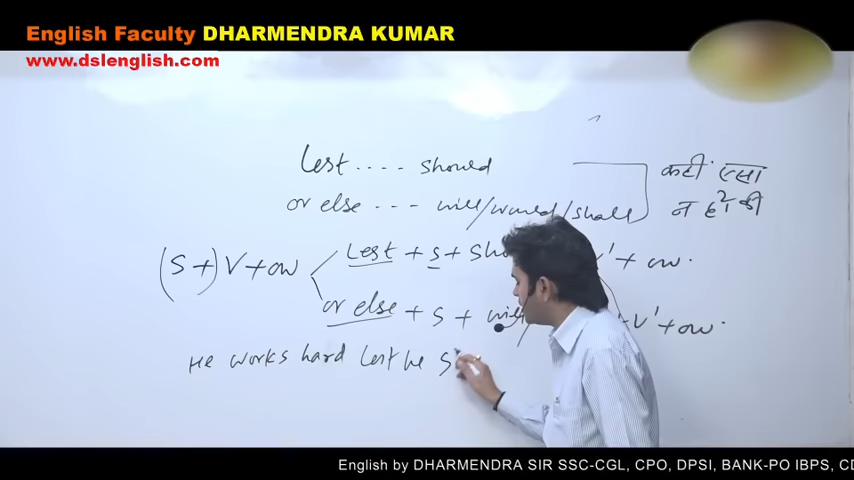 English Faculty DHARMENDRA KUMAR
www.dslenglish.com
Lest .... should
or else ... will/would/shall
कहीं ऐसा
न हो की
(S+) V + ow
Lest + s + Sho V' + ow.
or else + S + will/ + V' + ow.
He works hard Lest he S
English by DHARMENDRA SIR SSC-CGL, CPO, DPSI, BANK-PO IBPS, CD